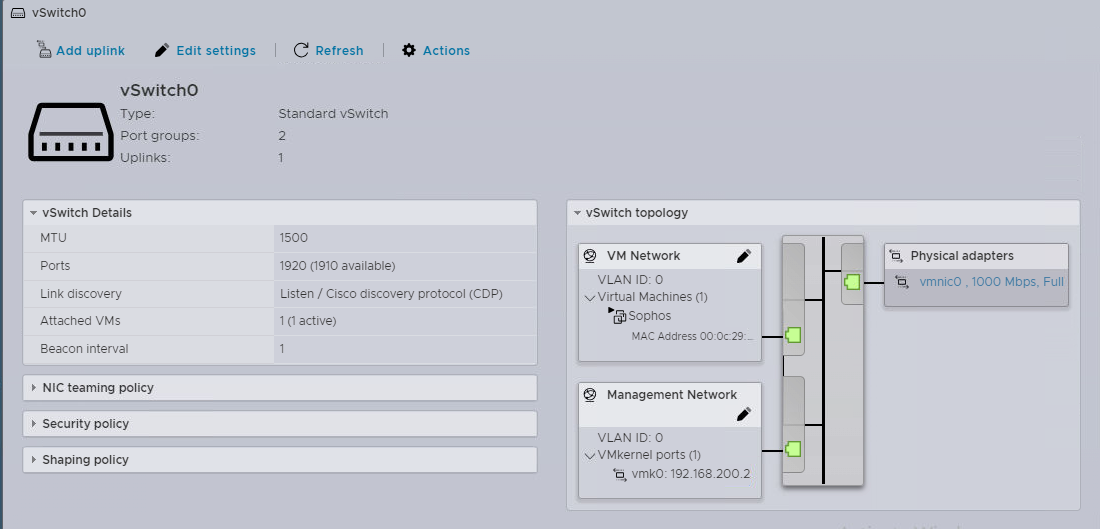 vSwitch0
Add uplink
Edit settings
Refresh
Actions
vSwitch0
Type: Standard vSwitch
Port groups: 2
Uplinks: 1
vSwitch Details
MTU 1500
Ports 1920 (1910 available)
Link discovery Listen / Cisco discovery protocol (CDP)
Attached VMs 1 (1 active)
Beacon interval 1
NIC teaming policy
Security policy
Shaping policy
vSwitch topology
VM Network
VLAN ID: 0
Virtual Machines (1)
Sophos
MAC Address 00:0c:29:...
Management Network
VLAN ID: 0
VMkernel ports (1)
vmk0: 192.168.200.2
Physical adapters
vmnic0 , 1000 Mbps, Full